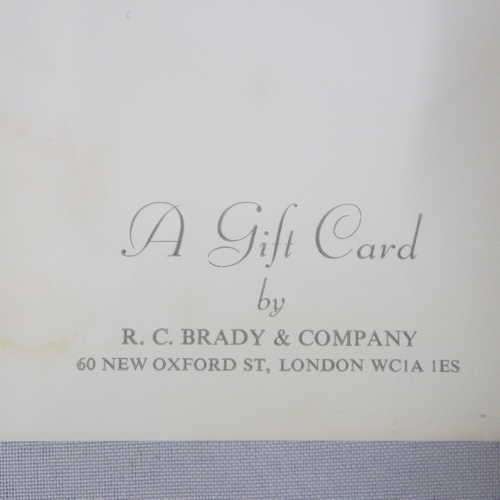 A Gift Card
by
R. C. BRADY & COMPANY
60 NEW OXFORD ST, LONDON WC1A 1ES